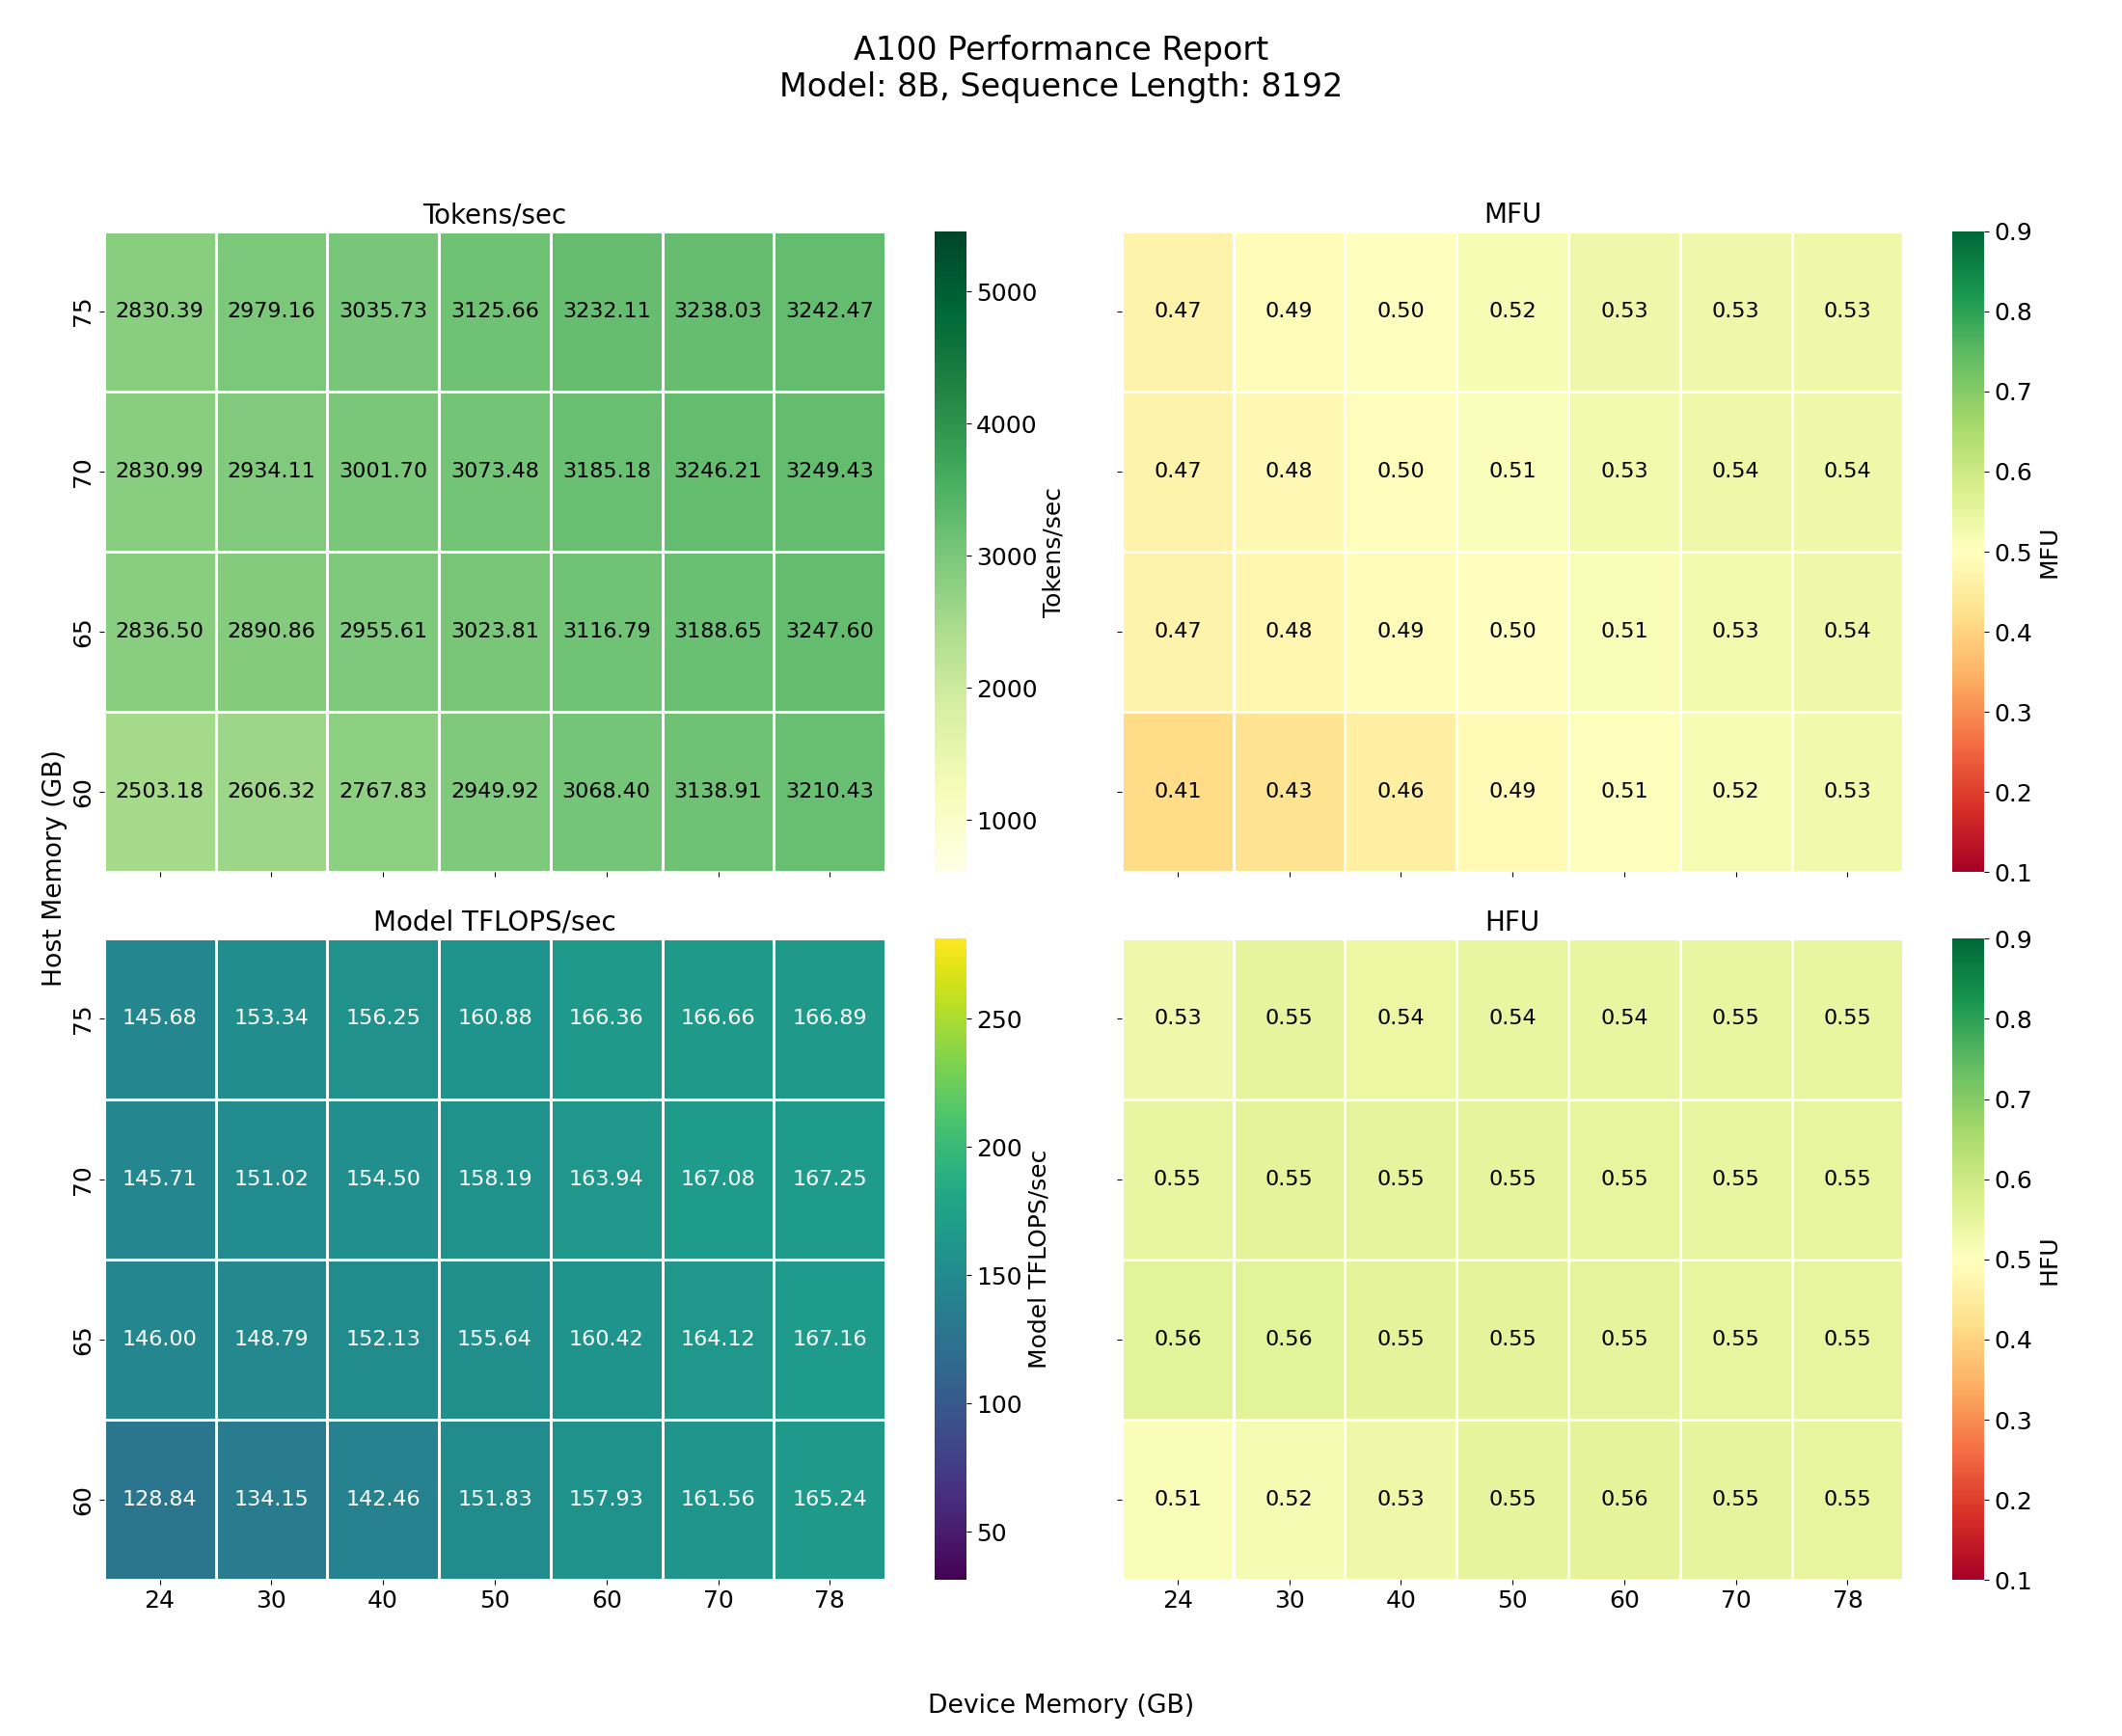 A100 Performance Report
Model: 8B, Sequence Length: 8192
Tokens/sec
75 2830.39 2979.16 3035.73 3125.66 3232.11 3238.03 3242.47
70 2830.99 2934.11 3001.70 3073.48 3185.18 3246.21 3249.43
65 2836.50 2890.86 2955.61 3023.81 3116.79 3188.65 3247.60
60 2503.18 2606.32 2767.83 2949.92 3068.40 3138.91 3210.43
5000
4000
3000
2000
1000
Tokens/sec
MFU
0.47 0.49 0.50 0.52 0.53 0.53 0.53
0.47 0.48 0.50 0.51 0.53 0.54 0.54
0.47 0.48 0.49 0.50 0.51 0.53 0.54
0.41 0.43 0.46 0.49 0.51 0.52 0.53
0.9
0.8
0.7
0.6
0.5
0.4
0.3
0.2
0.1
MFU
Host Memory (GB)
Model TFLOPS/sec
75 145.68 153.34 156.25 160.88 166.36 166.66 166.89
70 145.71 151.02 154.50 158.19 163.94 167.08 167.25
65 146.00 148.79 152.13 155.64 160.42 164.12 167.16
60 128.84 134.15 142.46 151.83 157.93 161.56 165.24
24 30 40 50 60 70 78
250
200
150
100
50
Model TFLOPS/sec
HFU
0.53 0.55 0.54 0.54 0.54 0.55 0.55
0.55 0.55 0.55 0.55 0.55 0.55 0.55
0.56 0.56 0.55 0.55 0.55 0.55 0.55
0.51 0.52 0.53 0.55 0.56 0.55 0.55
24 30 40 50 60 70 78
0.9
0.8
0.7
0.6
0.5
0.4
0.3
0.2
0.1
HFU
Device Memory (GB)